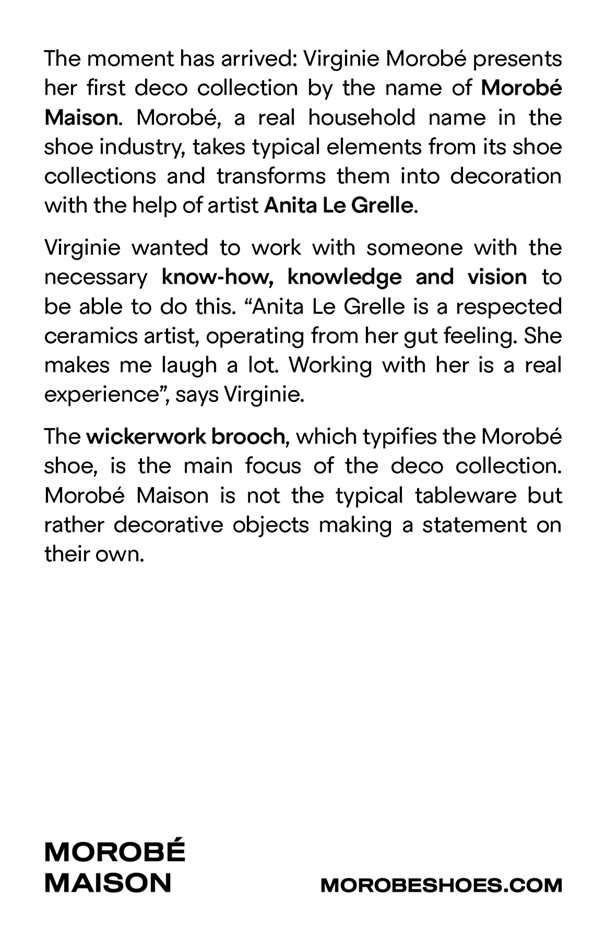 The moment has arrived: Virginie Morobé presents
her first deco collection by the name of Morobé
Maison. Morobé, a real household name in the
shoe industry, takes typical elements from its shoe
collections and transforms them into decoration
with the help of artist Anita Le Grelle.
Virginie wanted to work with someone with the
necessary know-how, knowledge and vision to
be able to do this. “Anita Le Grelle is a respected
ceramics artist, operating from her gut feeling. She
makes me laugh a lot. Working with her is a real
experience”, says Virginie.
The wickerwork brooch, which typifies the Morobé
shoe, is the main focus of the deco collection.
Morobé Maison is not the typical tableware but
rather decorative objects making a statement on
their own.
MOROBÉ
MAISON
MOROBESHOES.COM